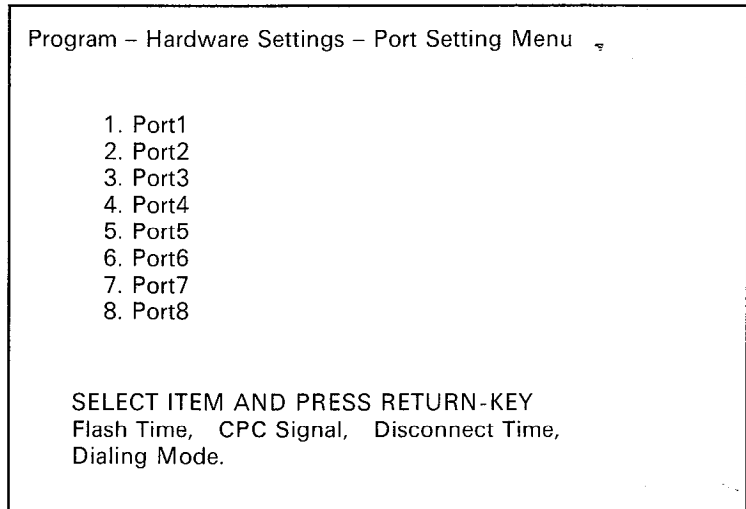 Program – Hardware Settings – Port Setting Menu
1. Port1
2. Port2
3. Port3
4. Port4
5. Port5
6. Port6
7. Port7
8. Port8
SELECT ITEM AND PRESS RETURN-KEY
Flash Time, CPC Signal, Disconnect Time,
Dialing Mode.